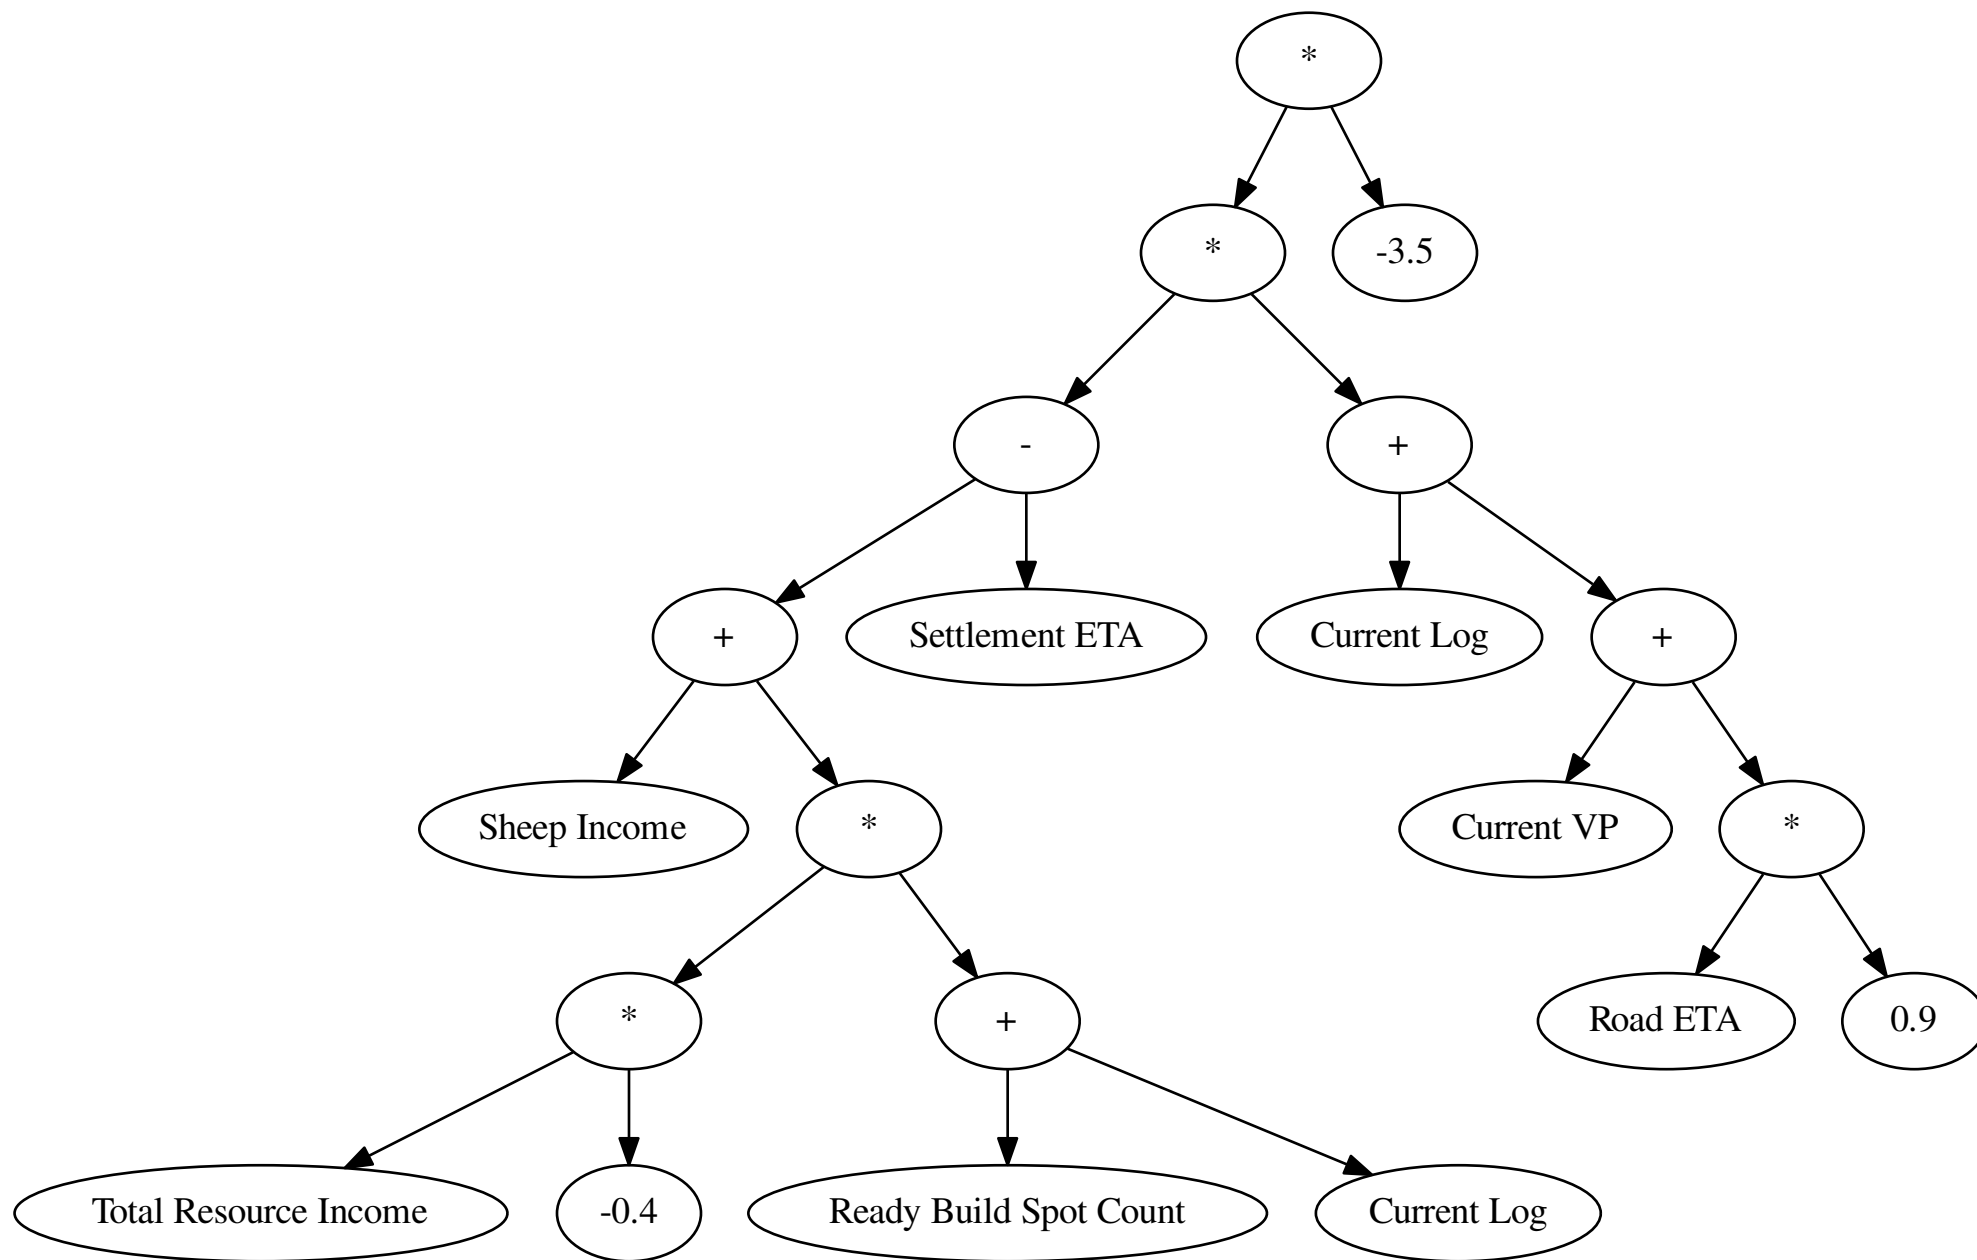 *
*
-3.5
-
+
+
Settlement ETA
Current Log
+
Sheep Income
*
Current VP
*
*
+
Road ETA
0.9
Total Resource Income
-0.4
Ready Build Spot Count
Current Log